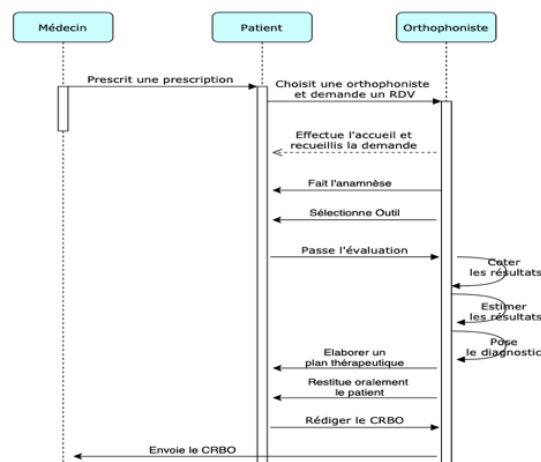 Médecin
Patient
Orthophoniste
Prescrit une prescription
Choisit une orthophoniste
et demande un RDV
Effectue l'accueil et
recueillis la demande
Fait l'anamnèse
Sélectionne Outil
Passe l'évaluation
Coter
les résultats
Estimer
les résultats
Pose
le diagnostic
Elaborer un
plan thérapeutique
Restitue oralement
le patient
Rédiger le CRBO
Envoie le CRBO